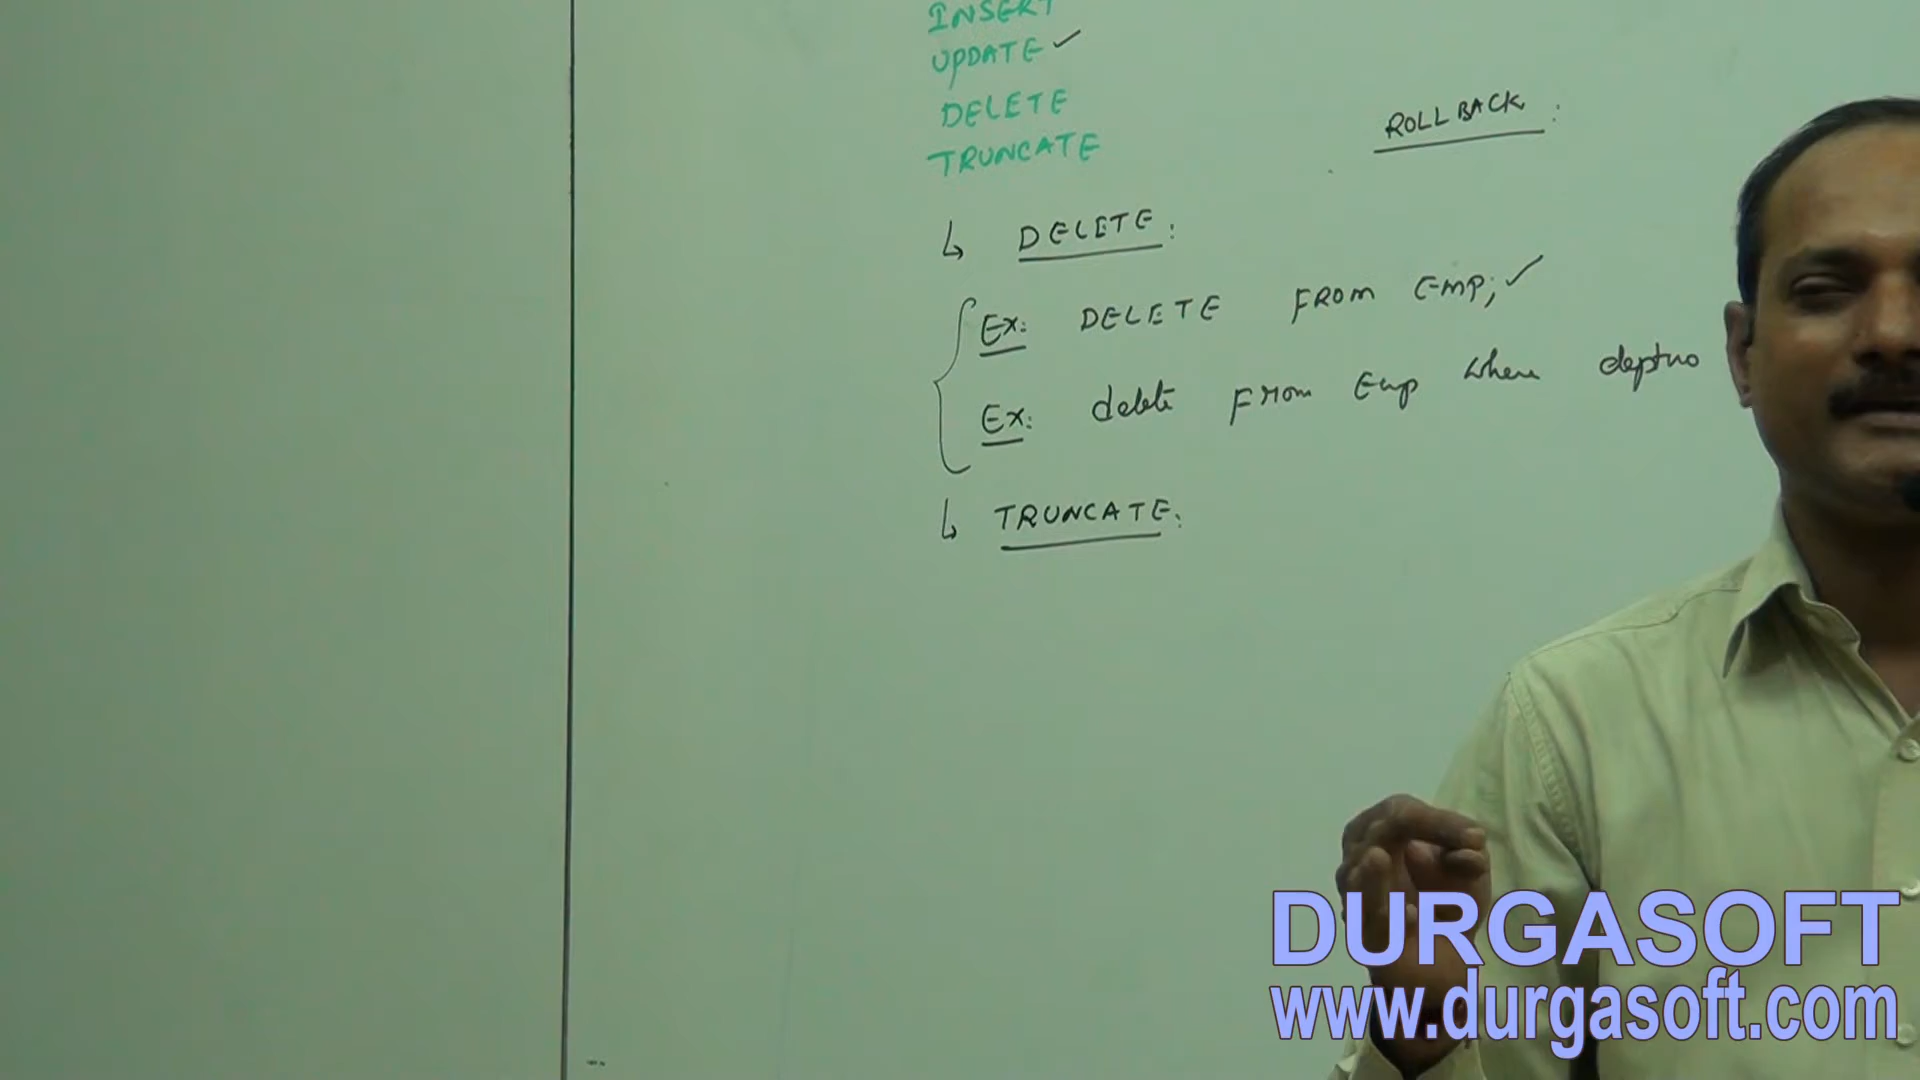 INSERT
UPDATE ✓
DELETE
TRUNCATE
ROLLBACK :
↳ DELETE :
Ex: DELETE FROM Emp; ✓
Ex: delete From Emp where deptno
↳ TRUNCATE :
DURGASOFT
www.durgasoft.com